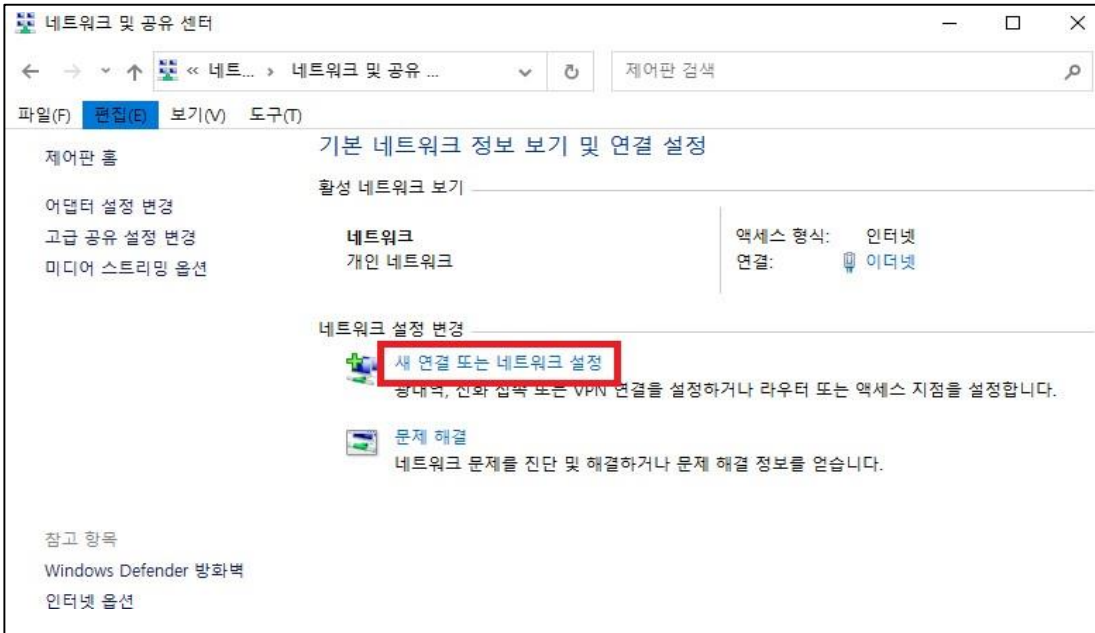 네트워크 및 공유 센터
« 네트... › 네트워크 및 공유 ...
제어판 검색
파일(F) 편집(E) 보기(V) 도구(T)
제어판 홈
어댑터 설정 변경
고급 공유 설정 변경
미디어 스트리밍 옵션
기본 네트워크 정보 보기 및 연결 설정
활성 네트워크 보기
네트워크
개인 네트워크
액세스 형식: 인터넷
연결: 이더넷
네트워크 설정 변경
새 연결 또는 네트워크 설정
광대역, 전화 접속 또는 VPN 연결을 설정하거나 라우터 또는 액세스 지점을 설정합니다.
문제 해결
네트워크 문제를 진단 및 해결하거나 문제 해결 정보를 얻습니다.
참고 항목
Windows Defender 방화벽
인터넷 옵션